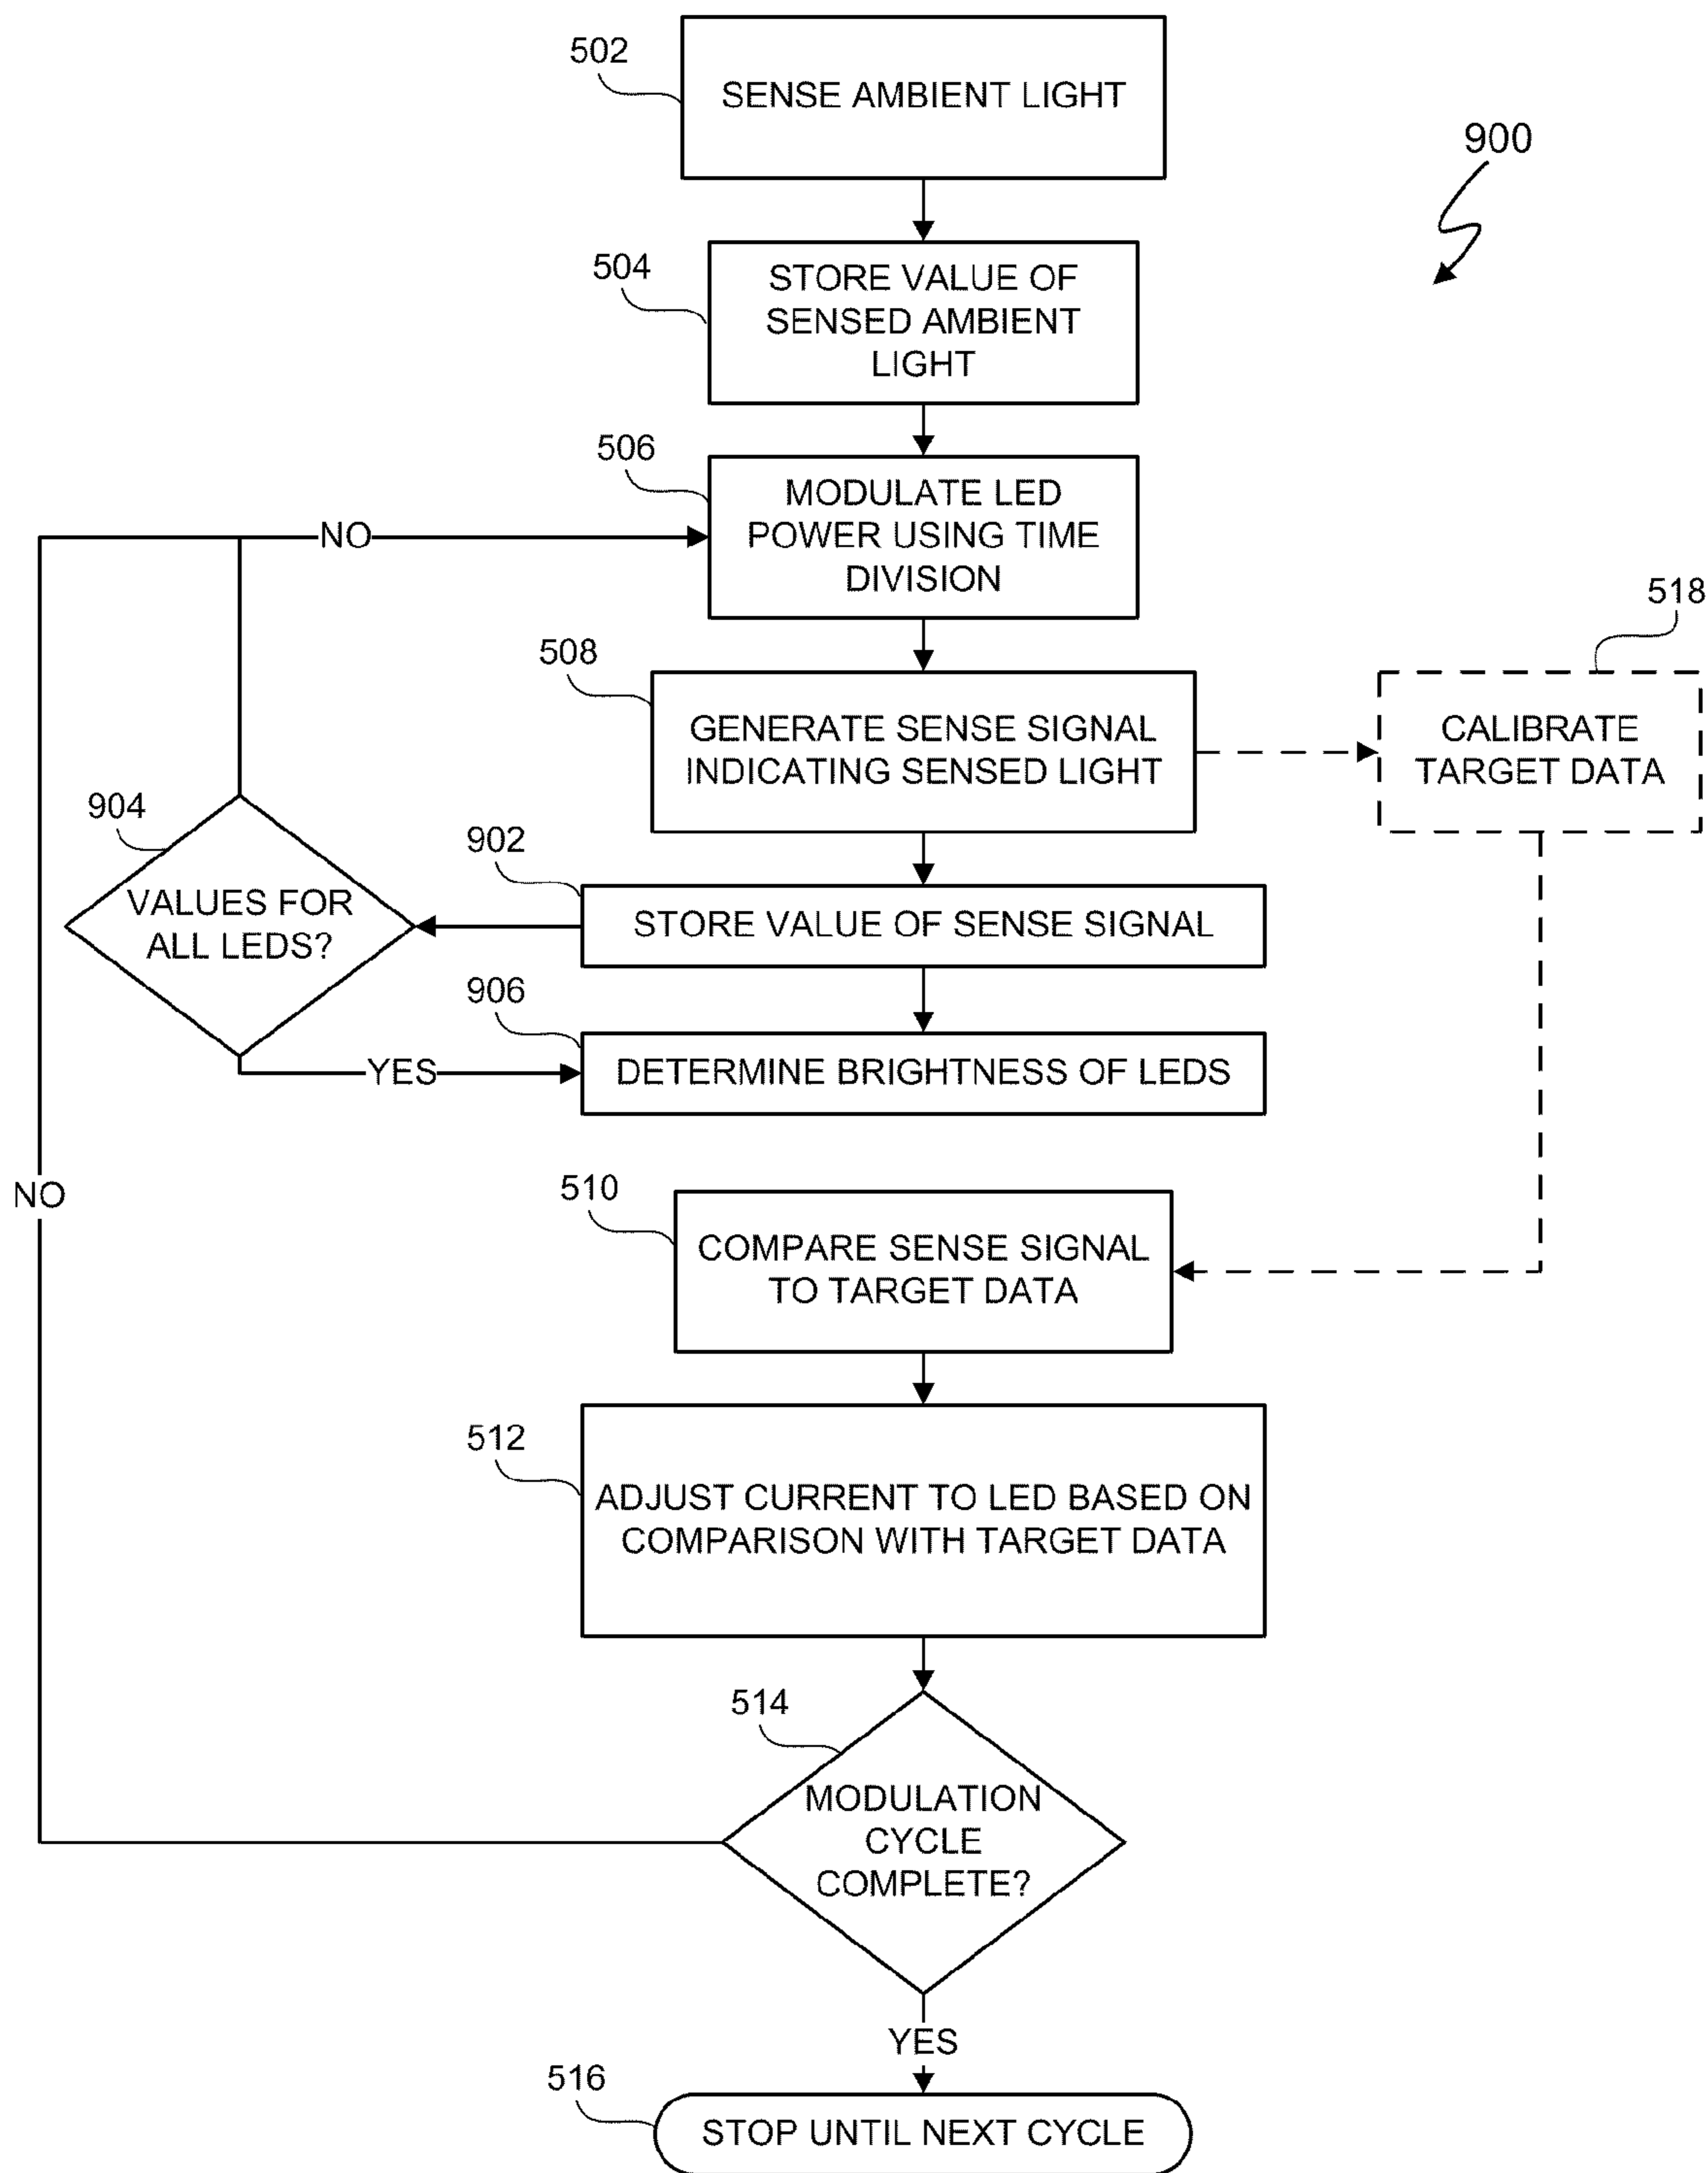 502
SENSE AMBIENT LIGHT
900
504
STORE VALUE OF
SENSED AMBIENT
LIGHT
506
MODULATE LED
POWER USING TIME
DIVISION
NO
518
508
GENERATE SENSE SIGNAL
INDICATING SENSED LIGHT
CALIBRATE
TARGET DATA
904
VALUES FOR
ALL LEDS?
902
STORE VALUE OF SENSE SIGNAL
906
YES
DETERMINE BRIGHTNESS OF LEDS
NO
510
COMPARE SENSE SIGNAL
TO TARGET DATA
512
ADJUST CURRENT TO LED BASED ON
COMPARISON WITH TARGET DATA
514
MODULATION
CYCLE
COMPLETE?
YES
516
STOP UNTIL NEXT CYCLE